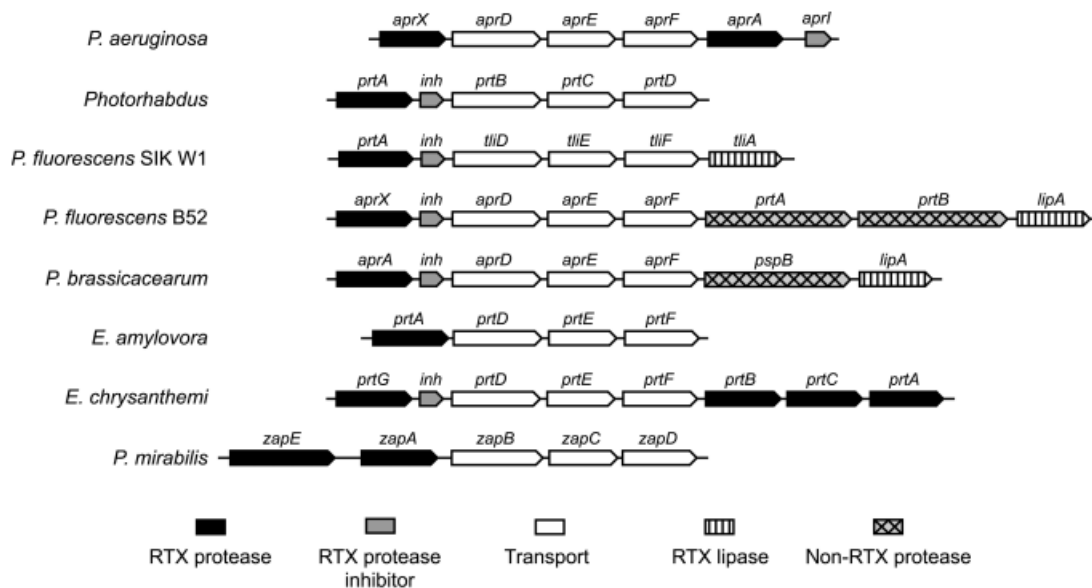 aprX aprD aprE aprF aprA aprI
P. aeruginosa
prtA inh prtB prtC prtD
Photorhabdus
prtA inh tliD tliE tliF tliA
P. fluorescens SIK W1
aprX inh aprD aprE aprF prtA prtB lipA
P. fluorescens B52
aprA inh aprD aprE aprF pspB lipA
P. brassicacearum
prtA prtD prtE prtF
E. amylovora
prtG inh prtD prtE prtF prtB prtC prtA
E. chrysanthemi
zapE zapA zapB zapC zapD
P. mirabilis
RTX protease
RTX protease
inhibitor
Transport
RTX lipase
Non-RTX protease